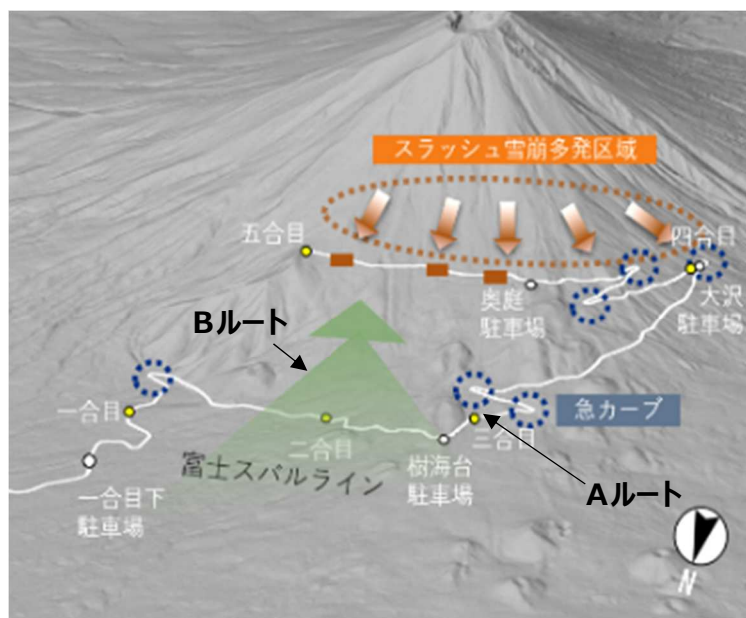 スラッシュ雪崩多発区域
五合目
四合目
奥庭
駐車場
大沢
駐車場
Bルート
一合目
二合目
三合目
急カーブ
富士スバルライン
樹海台
駐車場
Aルート
一合目下
駐車場
N